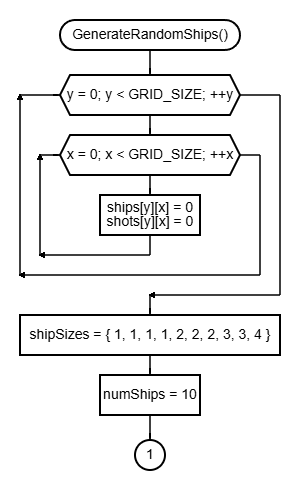 GenerateRandomShips()
y = 0; y < GRID_SIZE; ++y
x = 0; x < GRID_SIZE; ++x
ships[y][x] = 0
shots[y][x] = 0
shipSizes = { 1, 1, 1, 1, 2, 2, 2, 3, 3, 4 }
numShips = 10
1